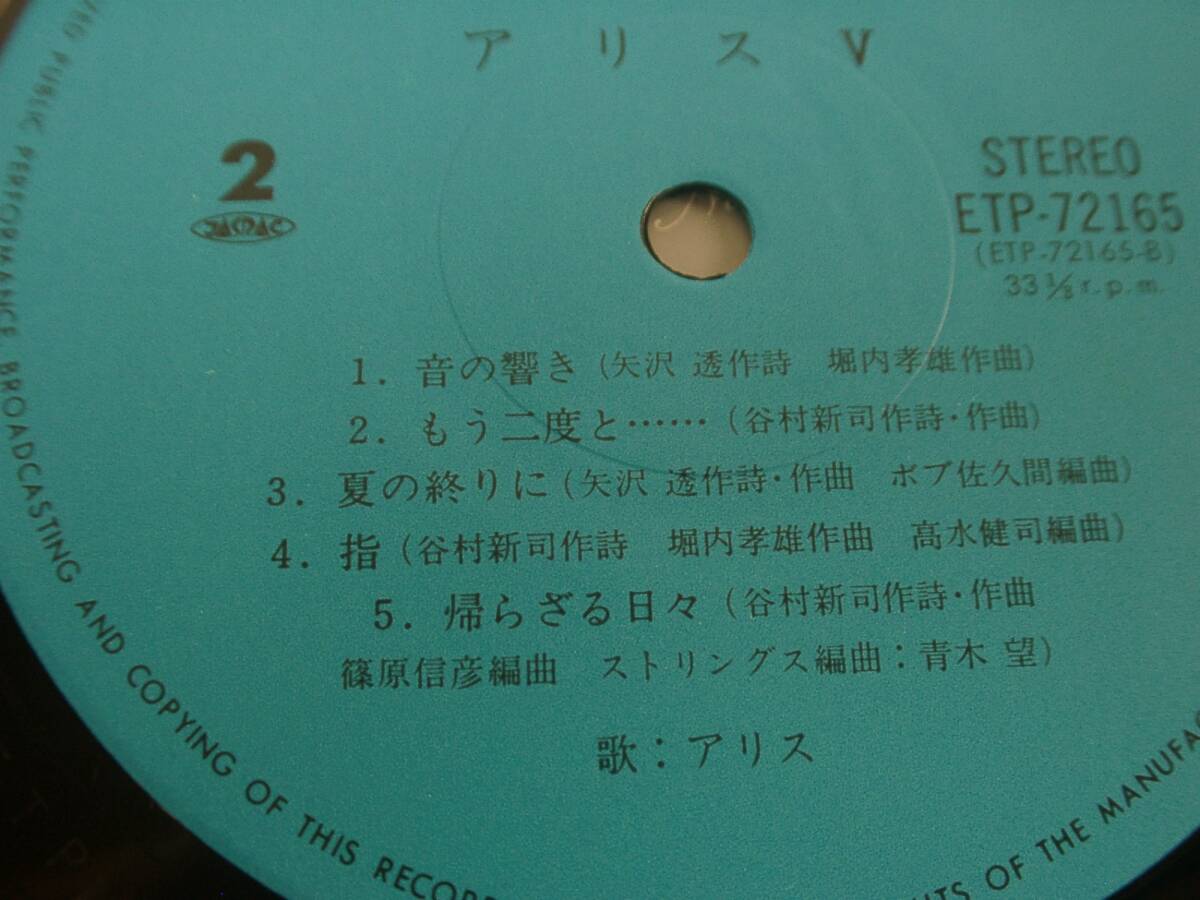 アリス V
2
JASRAC
STEREO
ETP-72165
(ETP-72165-B)
33 1/3 r.p.m.
1. 音の響き (矢沢 透作詩 堀内孝雄作曲)
2. もう二度と…… (谷村新司作詩・作曲)
3. 夏の終りに (矢沢 透作詩・作曲 ボブ佐久間編曲)
4. 指 (谷村新司作詩 堀内孝雄作曲 高水健司編曲)
5. 帰らざる日々 (谷村新司作詩・作曲
篠原信彦編曲 ストリングス編曲：青木 望)
歌：アリス
PUBLIC PERFORMANCE BROADCASTING AND COPYING OF THIS RECOR
OF THE MANUFA